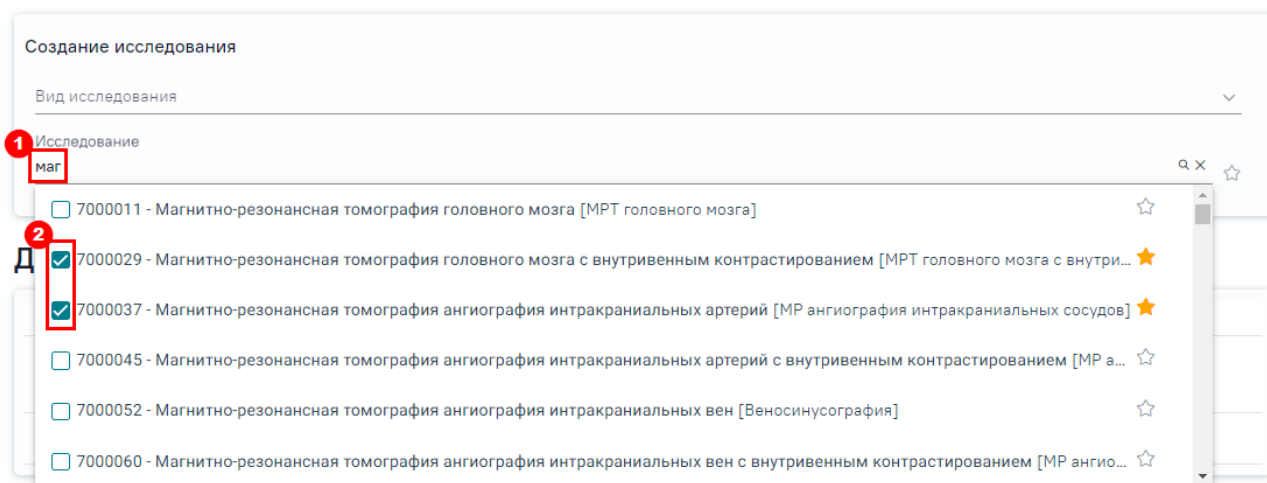 Создание исследования
Вид исследования
1
Исследование
маг
7000011 - Магнитно-резонансная томография головного мозга [МРТ головного мозга]
2
Д
7000029 - Магнитно-резонансная томография головного мозга с внутривенным контрастированием [МРТ головного мозга с внутри...
7000037 - Магнитно-резонансная томография ангиография интракраниальных артерий [МР ангиография интракраниальных сосудов]
7000045 - Магнитно-резонансная томография ангиография интракраниальных артерий с внутривенным контрастированием [МР а...
7000052 - Магнитно-резонансная томография ангиография интракраниальных вен [Веносинусография]
7000060 - Магнитно-резонансная томография ангиография интракраниальных вен с внутривенным контрастированием [МР ангио...